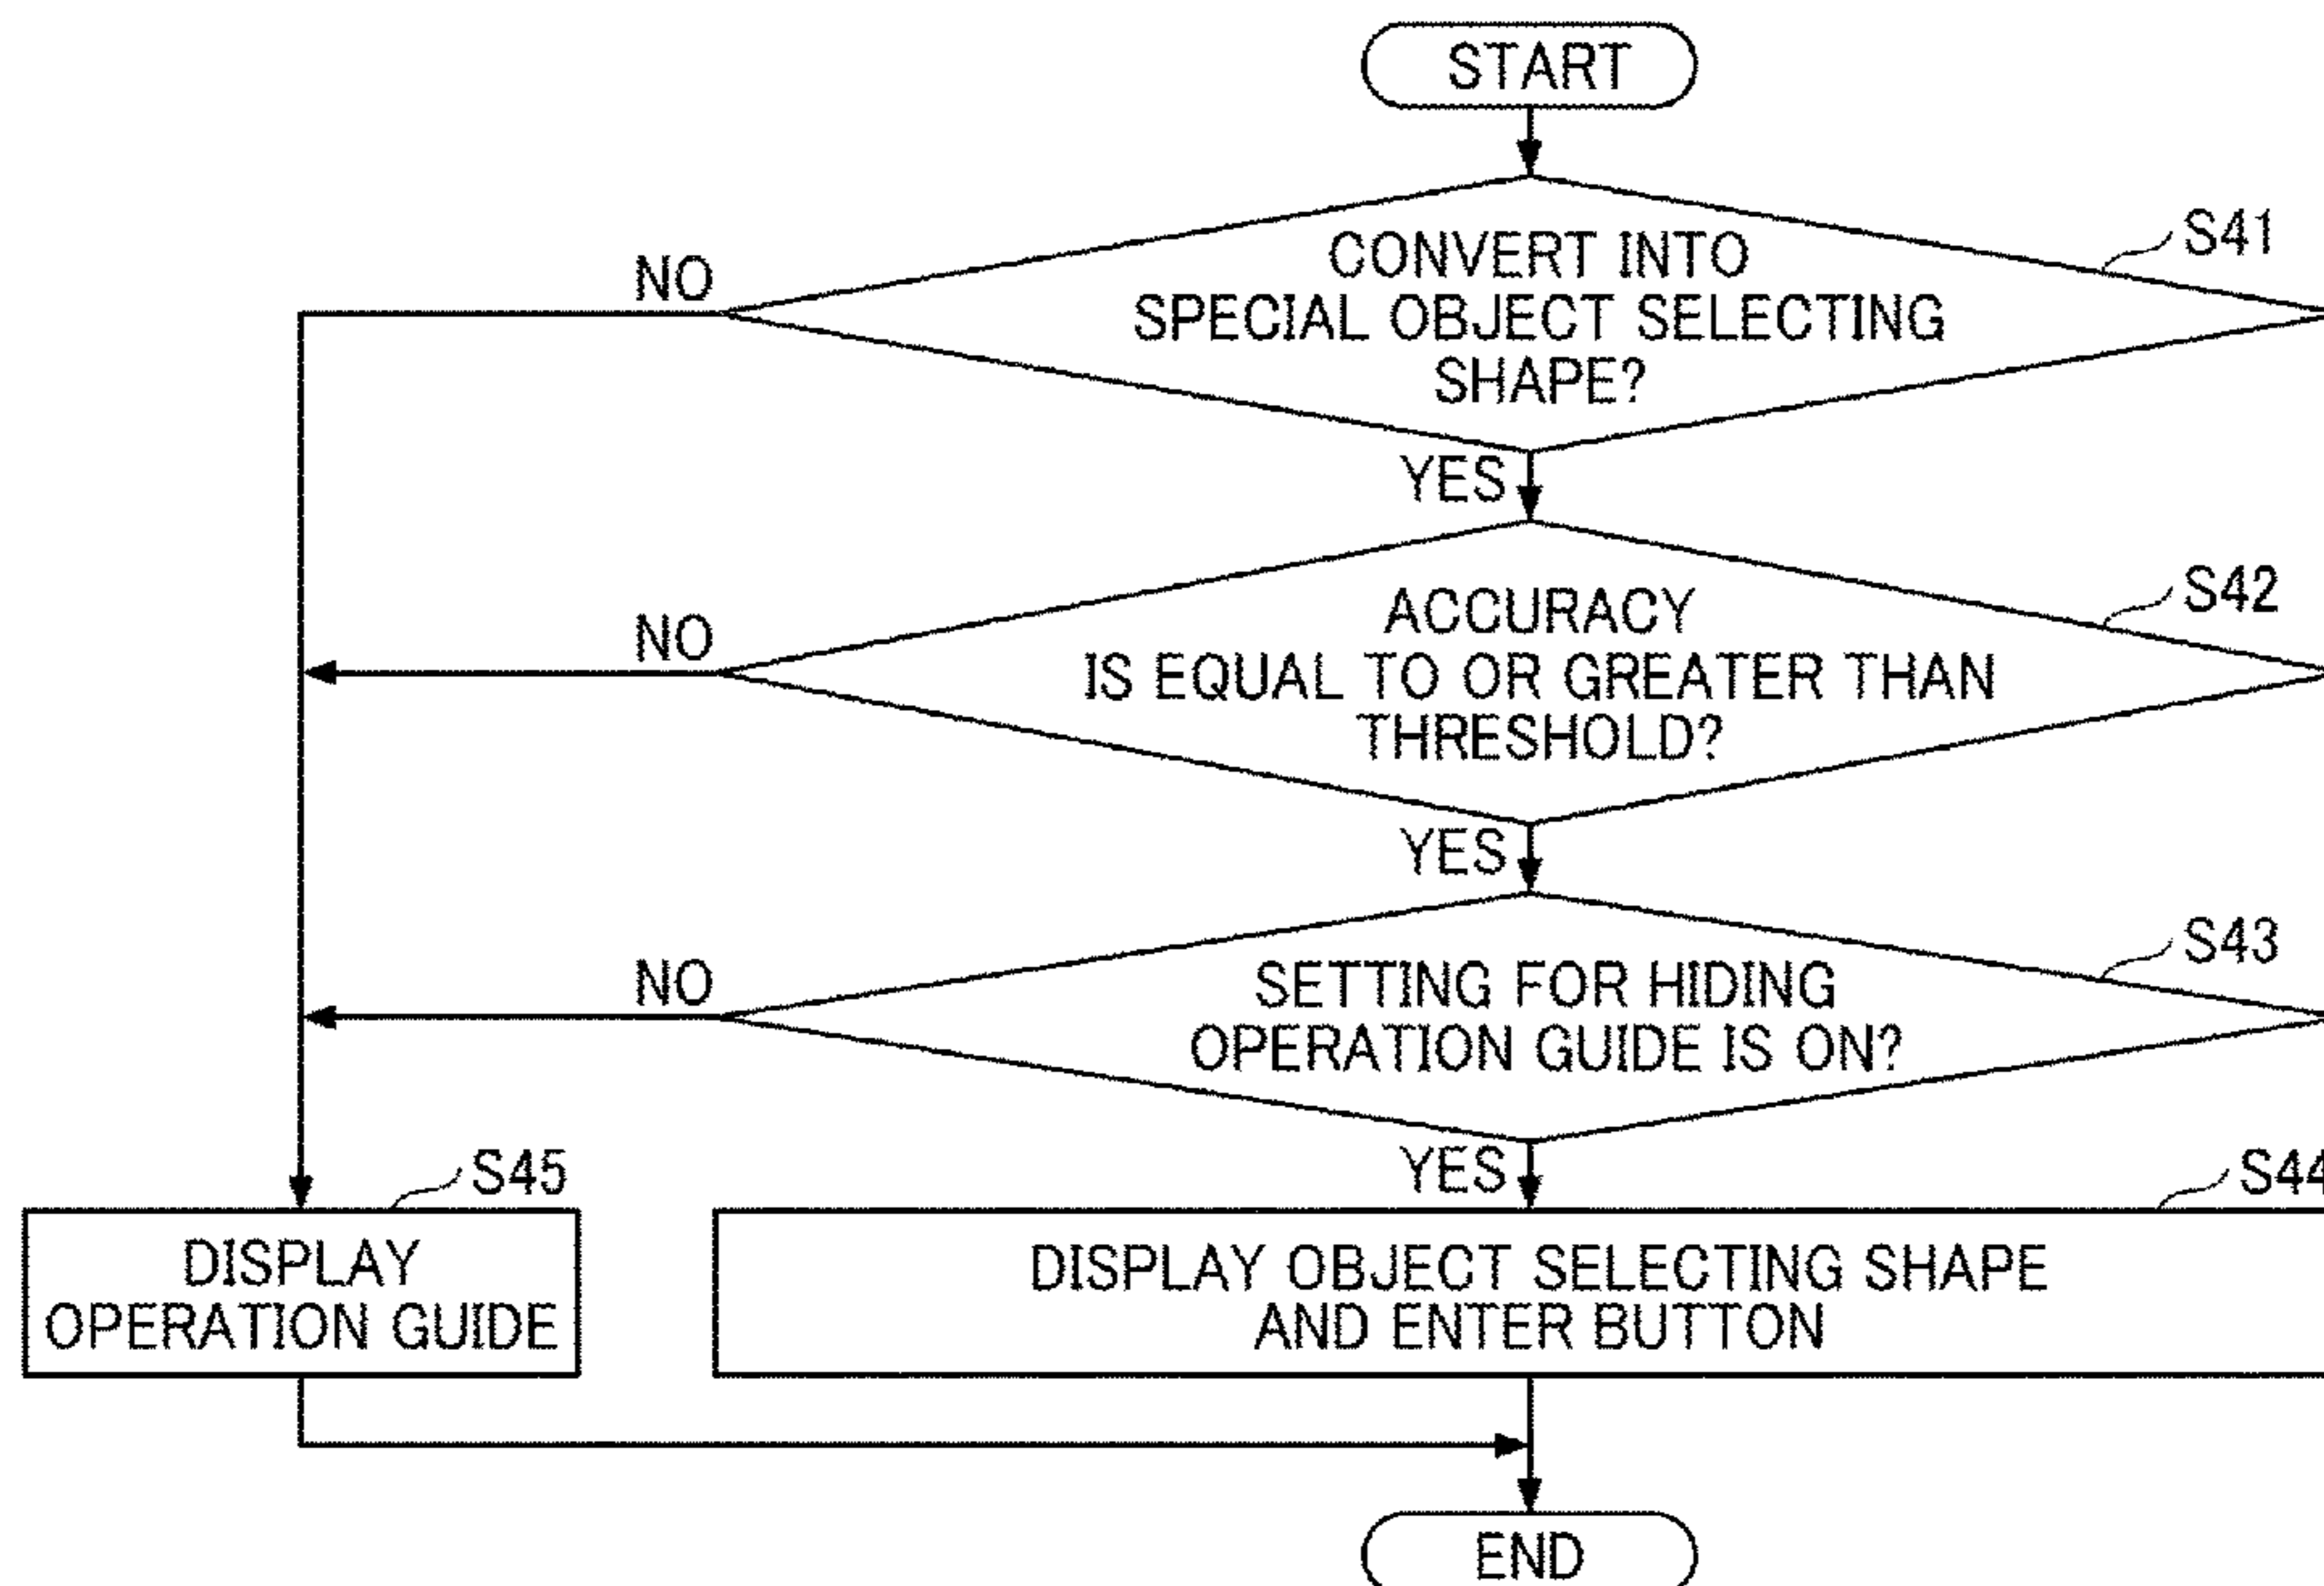 START
S41
CONVERT INTO
SPECIAL OBJECT SELECTING
SHAPE?
NO
YES
S42
ACCURACY
IS EQUAL TO OR GREATER THAN
THRESHOLD?
NO
YES
S43
SETTING FOR HIDING
OPERATION GUIDE IS ON?
NO
YES
S45
S44
DISPLAY
OPERATION GUIDE
DISPLAY OBJECT SELECTING SHAPE
AND ENTER BUTTON
END